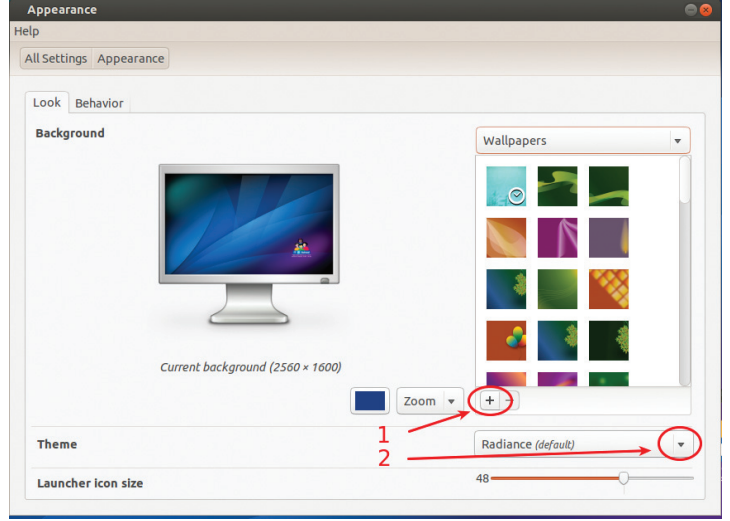 Appearance
Help
All Settings Appearance
Look Behavior
Background
Wallpapers
Current background (2560 × 1600)
Zoom
+ -
1
Theme
Radiance (default)
2
Launcher icon size
48